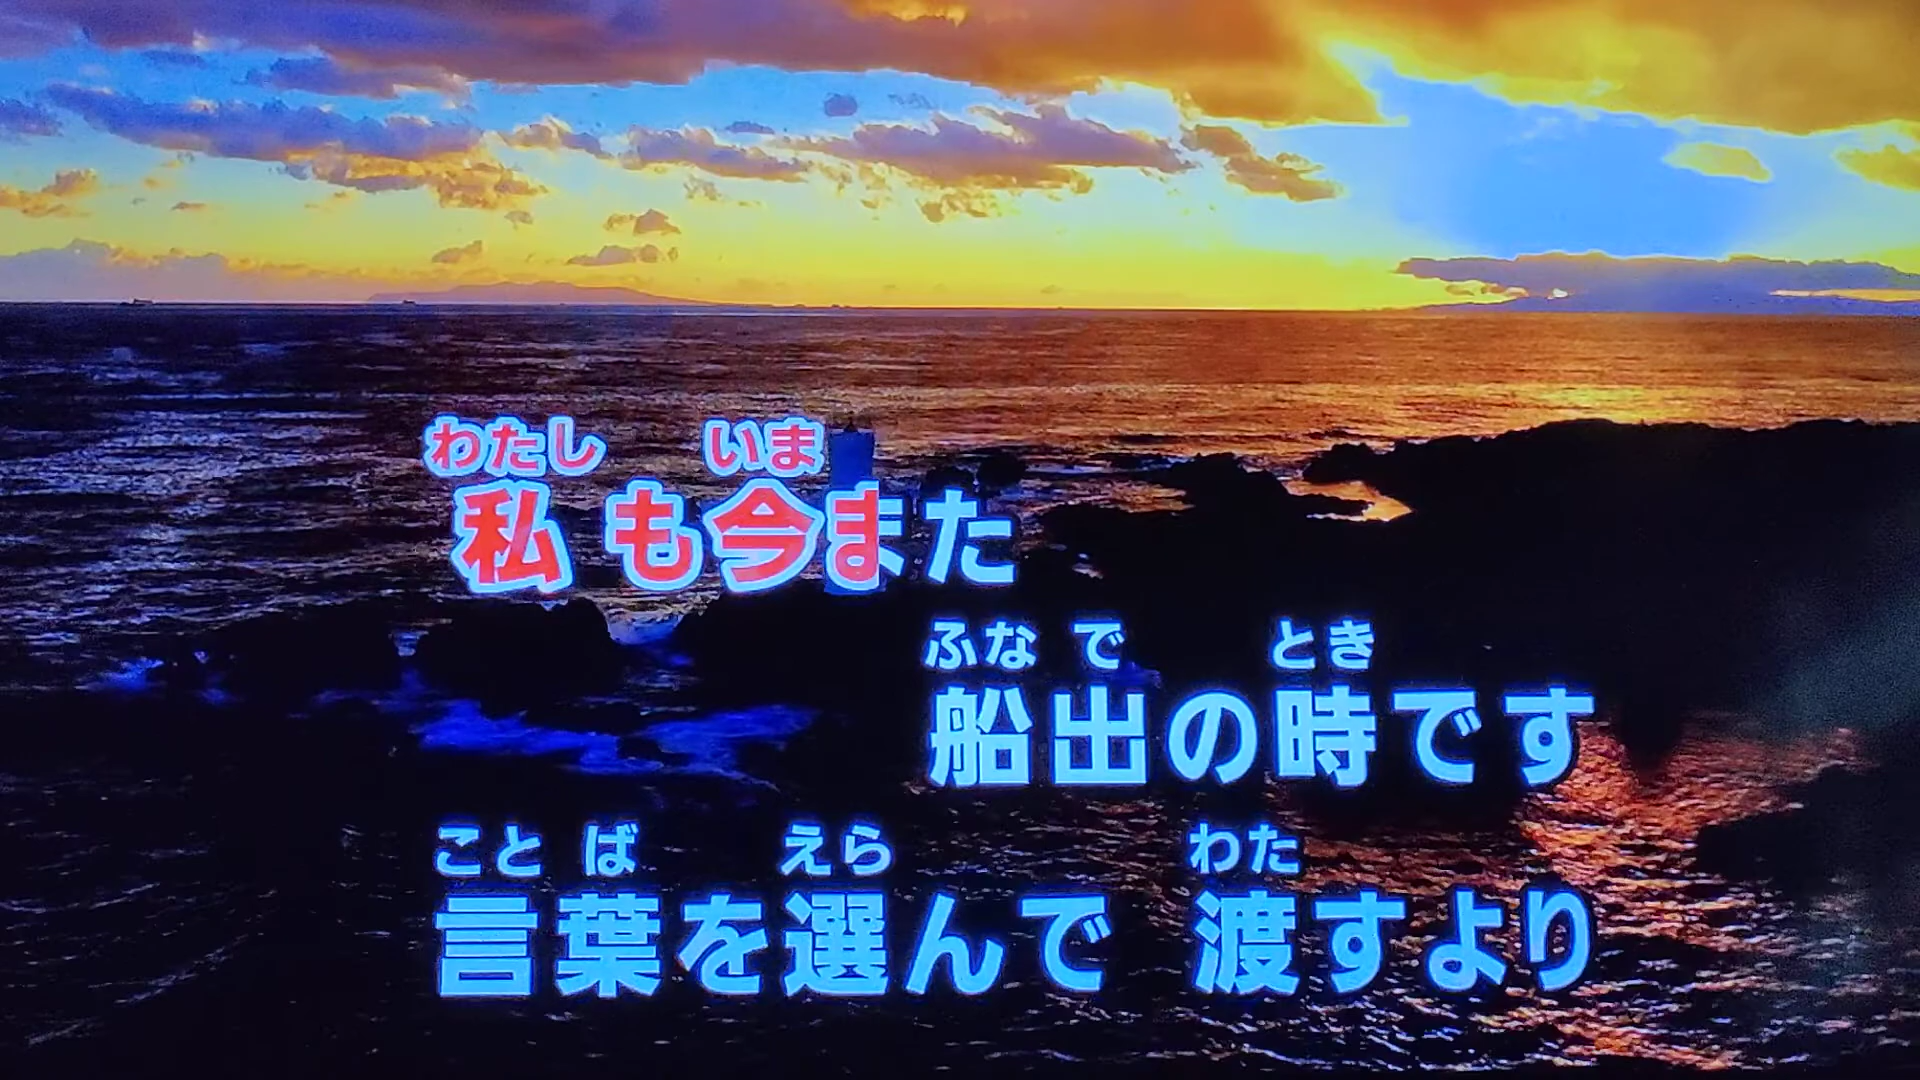 わたし いま
私も今また
ふなで とき
船出の時です
ことば えら わた
言葉を選んで 渡すより